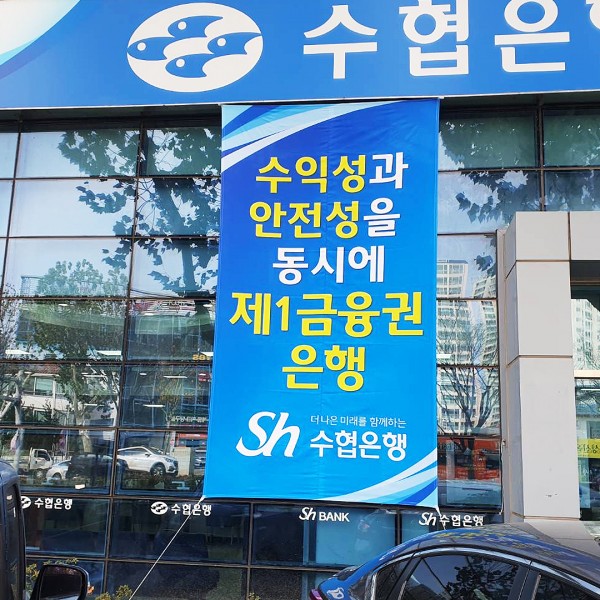 수협은행
수익성과
안전성을
동시에
제1금융권
은행
더 나은 미래를 함께하는
Sh 수협은행
수협은행
수협은행
Sh BANK
Sh 수협은행